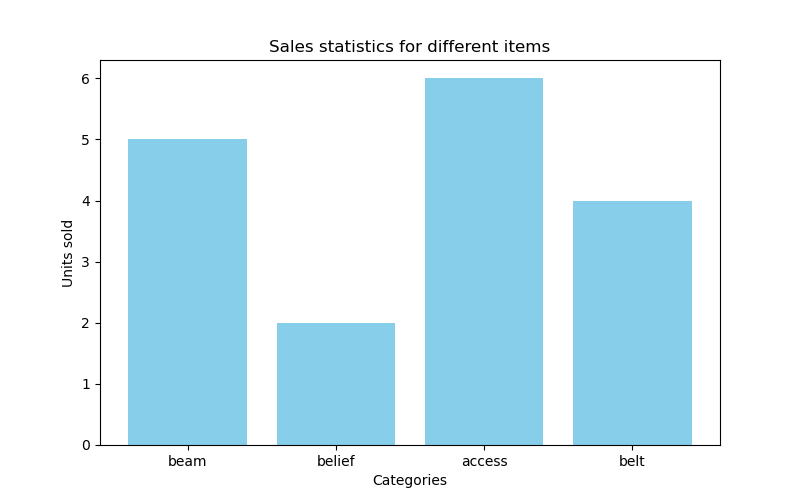 Sales statistics for different items
6
5
4
3
2
1
0
Units sold
beam belief access belt
Categories